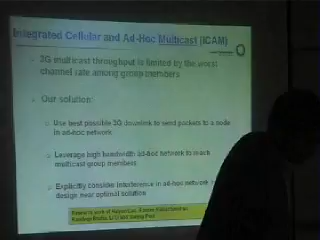 Integrated Cellular and Ad-Hoc Multicast (ICAM)
3G multicast throughput is limited by the worst
channel rate among group members
Our solution:
Use best possible 3G downlink to send packets to a node
in ad-hoc network
Leverage high bandwidth ad-hoc network to reach
multicast group members
Explicitly consider interference in ad-hoc network
design near optimal solution